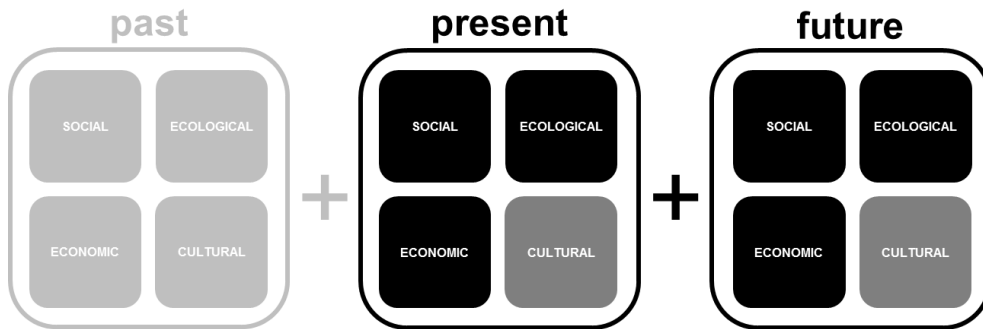 past present future
SOCIAL ECOLOGICAL SOCIAL ECOLOGICAL SOCIAL ECOLOGICAL
+ +
ECONOMIC CULTURAL ECONOMIC CULTURAL ECONOMIC CULTURAL